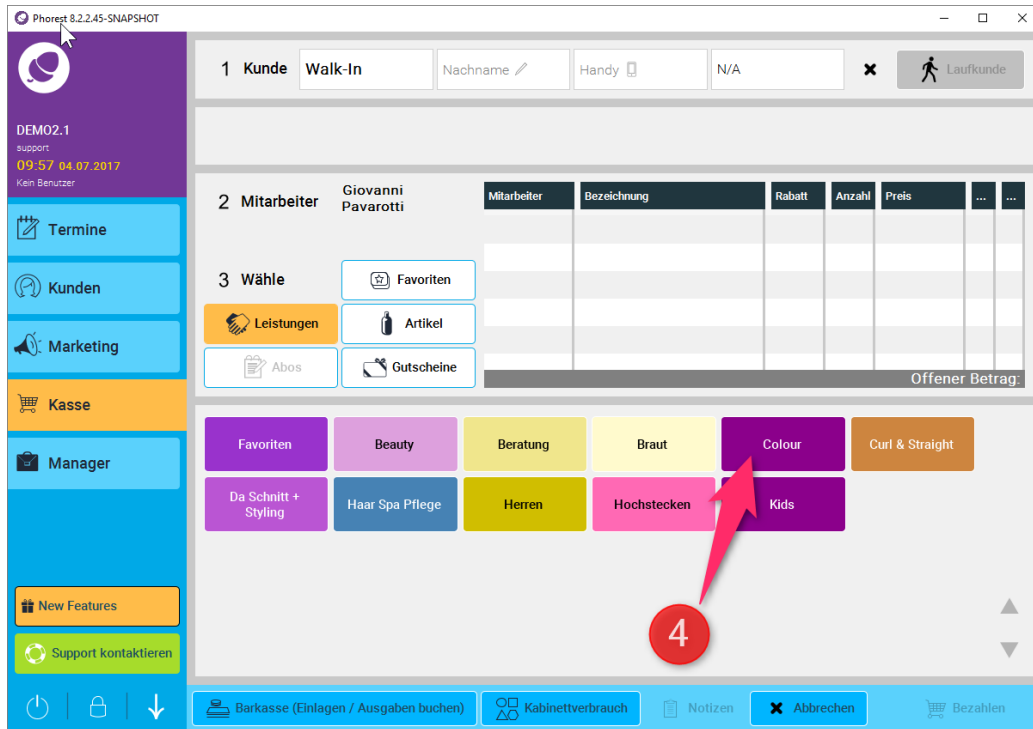 Phorest 8.2.2.45-SNAPSHOT
DEMO2.1
support
09:57 04.07.2017
Kein Benutzer
Termine
Kunden
Marketing
Kasse
Manager
New Features
Support kontaktieren
1 Kunde Walk-In Nachname Handy N/A Laufkunde
2 Mitarbeiter Giovanni
Pavarotti
Mitarbeiter Bezeichnung Rabatt Anzahl Preis ... ...
3 Wähle Favoriten
Leistungen Artikel
Abos Gutscheine
Offener Betrag:
Favoriten Beauty Beratung Braut Colour Curl & Straight
Da Schnitt +
Styling Haar Spa Pflege Herren Hochstecken Kids
4
Barkasse (Einlagen / Ausgaben buchen) Kabinettverbrauch Notizen Abbrechen Bezahlen